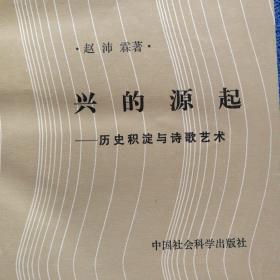 ·赵沛霖著·
兴的源起
——历史积淀与诗歌艺术
中国社会科学出版社